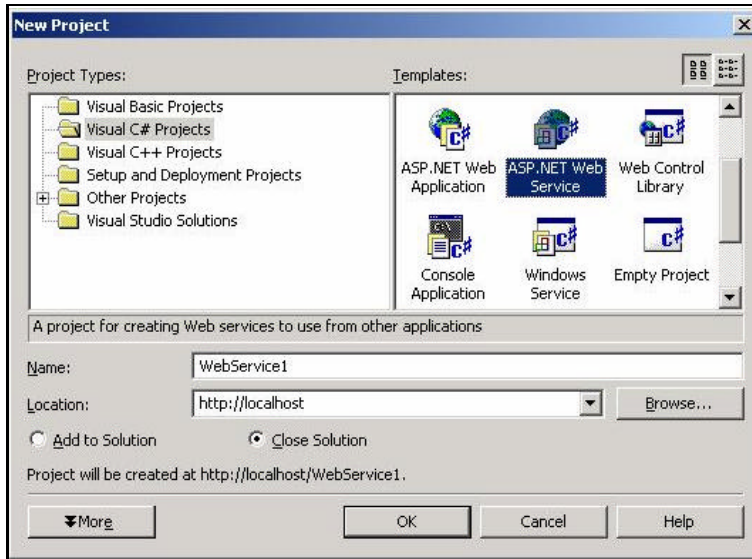 New Project
Project Types:
Templates:
Visual Basic Projects
Visual C# Projects
Visual C++ Projects
Setup and Deployment Projects
Other Projects
Visual Studio Solutions
ASP.NET Web
Application
ASP.NET Web
Service
Web Control
Library
Console
Application
Windows
Service
Empty Project
A project for creating Web services to use from other applications
Name:
WebService1
Location:
http://localhost
Browse...
Add to Solution
Close Solution
Project will be created at http://localhost/WebService1.
More
OK
Cancel
Help